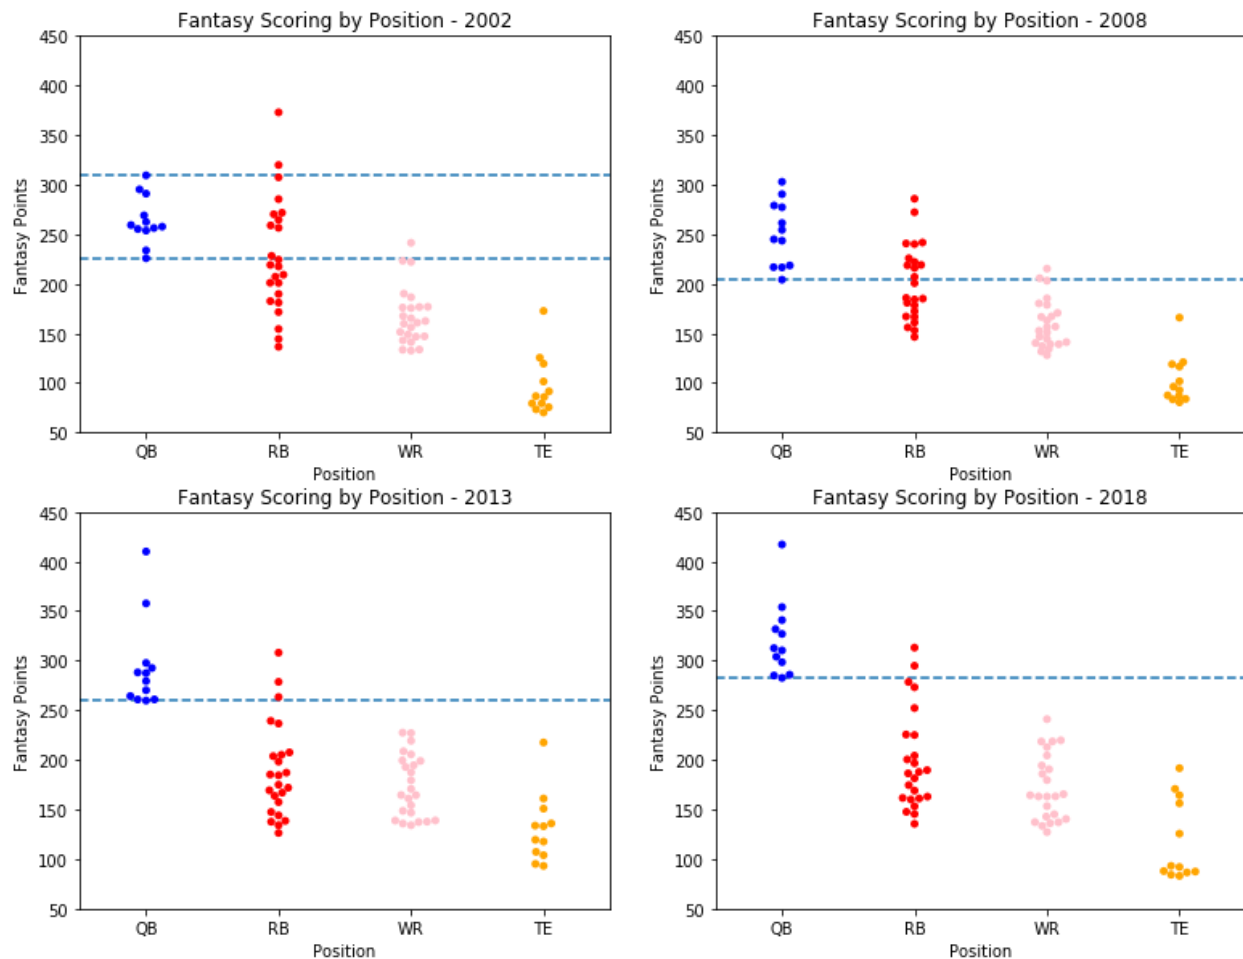 Fantasy Scoring by Position - 2002
450
400
350
300
250
200
150
100
50
Fantasy Points
QB RB WR TE
Position
Fantasy Scoring by Position - 2008
450
400
350
300
250
200
150
100
50
Fantasy Points
QB RB WR TE
Position
Fantasy Scoring by Position - 2013
450
400
350
300
250
200
150
100
50
Fantasy Points
QB RB WR TE
Position
Fantasy Scoring by Position - 2018
450
400
350
300
250
200
150
100
50
Fantasy Points
QB RB WR TE
Position